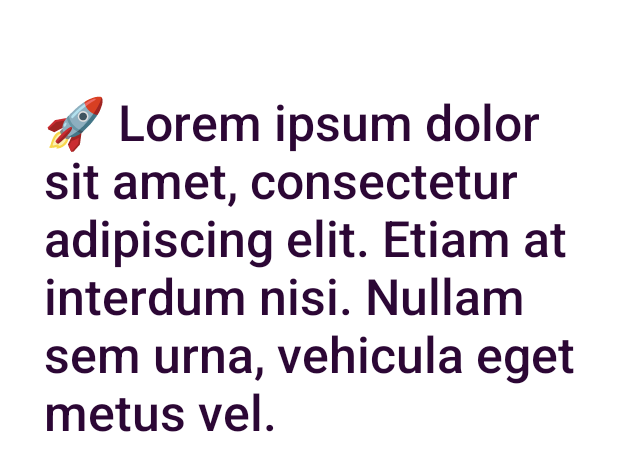 🚀 Lorem ipsum dolor
sit amet, consectetur
adipiscing elit. Etiam at
interdum nisi. Nullam
sem urna, vehicula eget
metus vel.